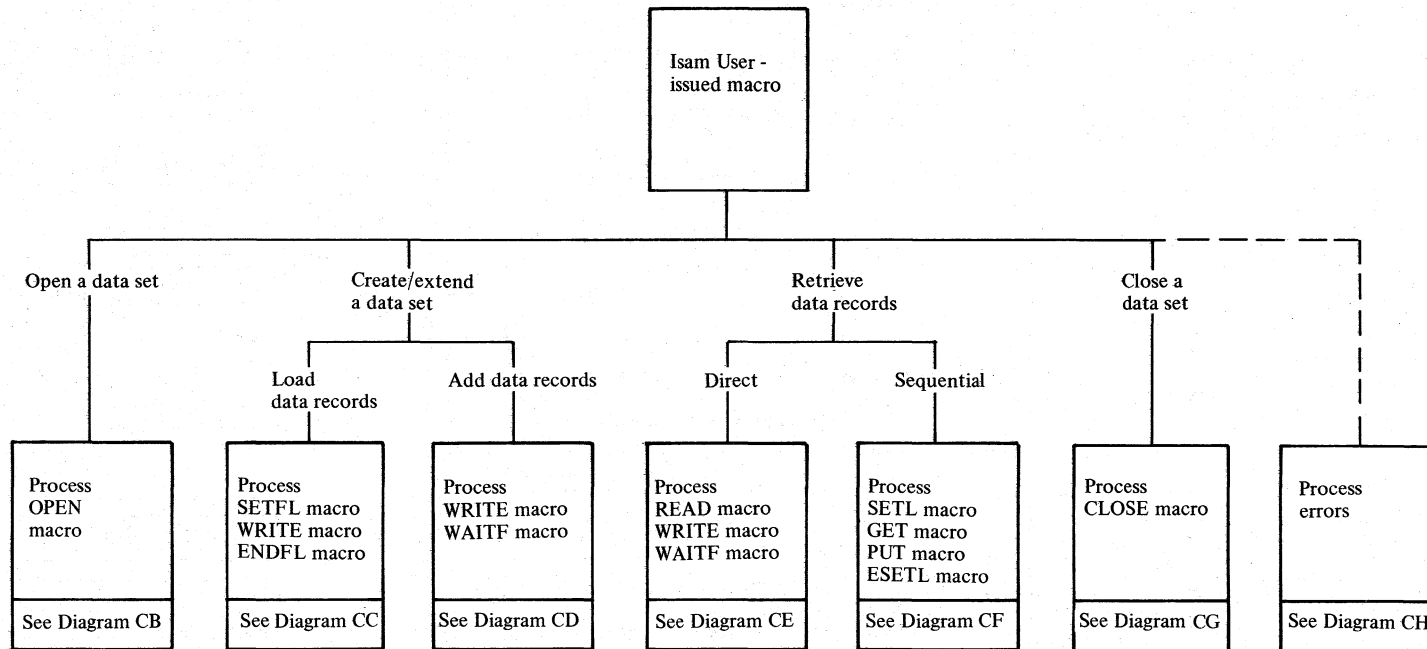 Isam User -
issued macro
Open a data set
Create/extend
a data set
Retrieve
data records
Close a
data set
Load
data records
Add data records
Direct
Sequential
Process
OPEN
macro
See Diagram CB
Process
SETFL macro
WRITE macro
ENDFL macro
See Diagram CC
Process
WRITE macro
WAITF macro
See Diagram CD
Process
READ macro
WRITE macro
WAITF macro
See Diagram CE
Process
SETL macro
GET macro
PUT macro
ESETL macro
See Diagram CF
Process
CLOSE macro
See Diagram CG
Process
errors
See Diagram CH